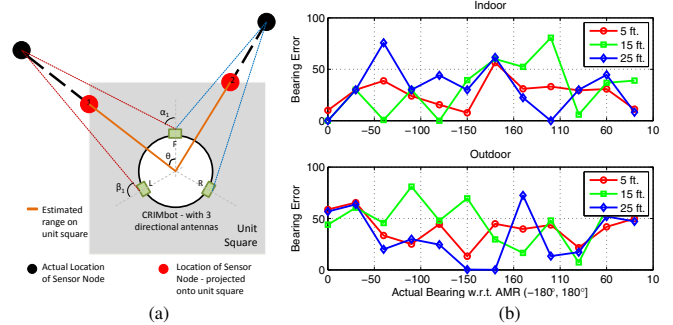 α₁
F
θ
β₁
L
R
CRIMbot - with 3
directional antennas
Unit
Square
Estimated
range on
unit square
Actual Location
of Sensor Node
Location of Sensor
Node - projected
onto unit square
(a)
Indoor
Bearing Error
100
50
0
0 −50 −100 −150 160 110 60 10
5 ft.
15 ft.
25 ft.
Outdoor
Bearing Error
100
50
0
0 −50 −100 −150 160 110 60 10
5 ft.
15 ft.
25 ft.
Actual Bearing w.r.t. AMR (−180°, 180°]
(b)